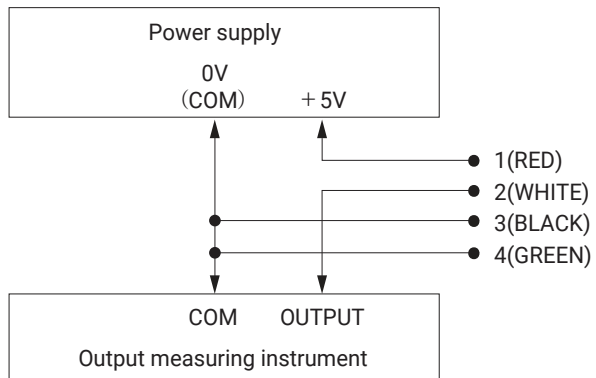 Power supply
0V
(COM) +5V
1(RED)
2(WHITE)
3(BLACK)
4(GREEN)
COM OUTPUT
Output measuring instrument